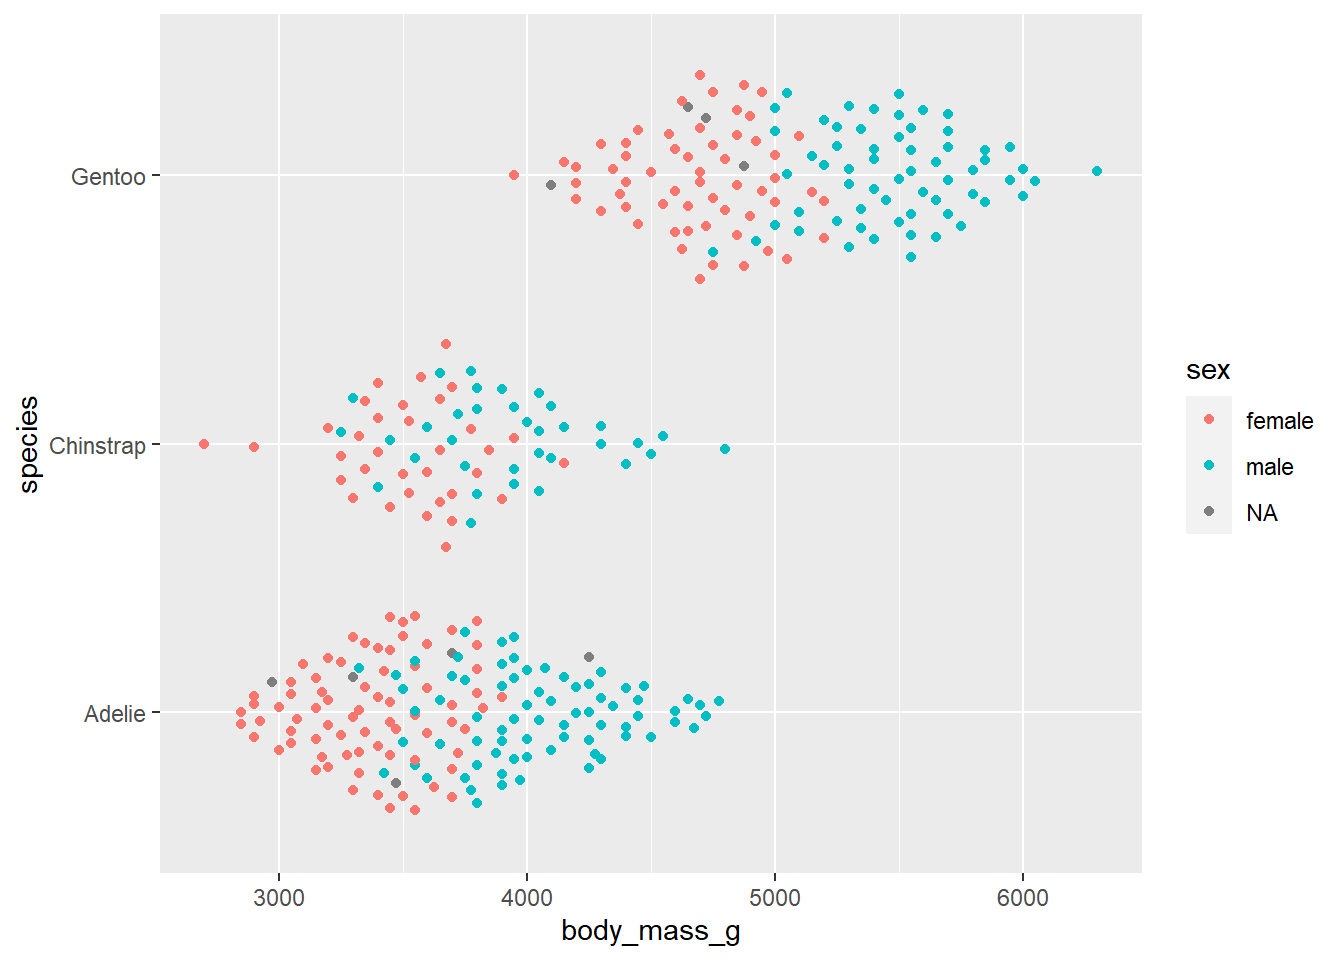 species
Gentoo
Chinstrap
Adelie
3000
4000
5000
6000
body_mass_g
sex
female
male
NA